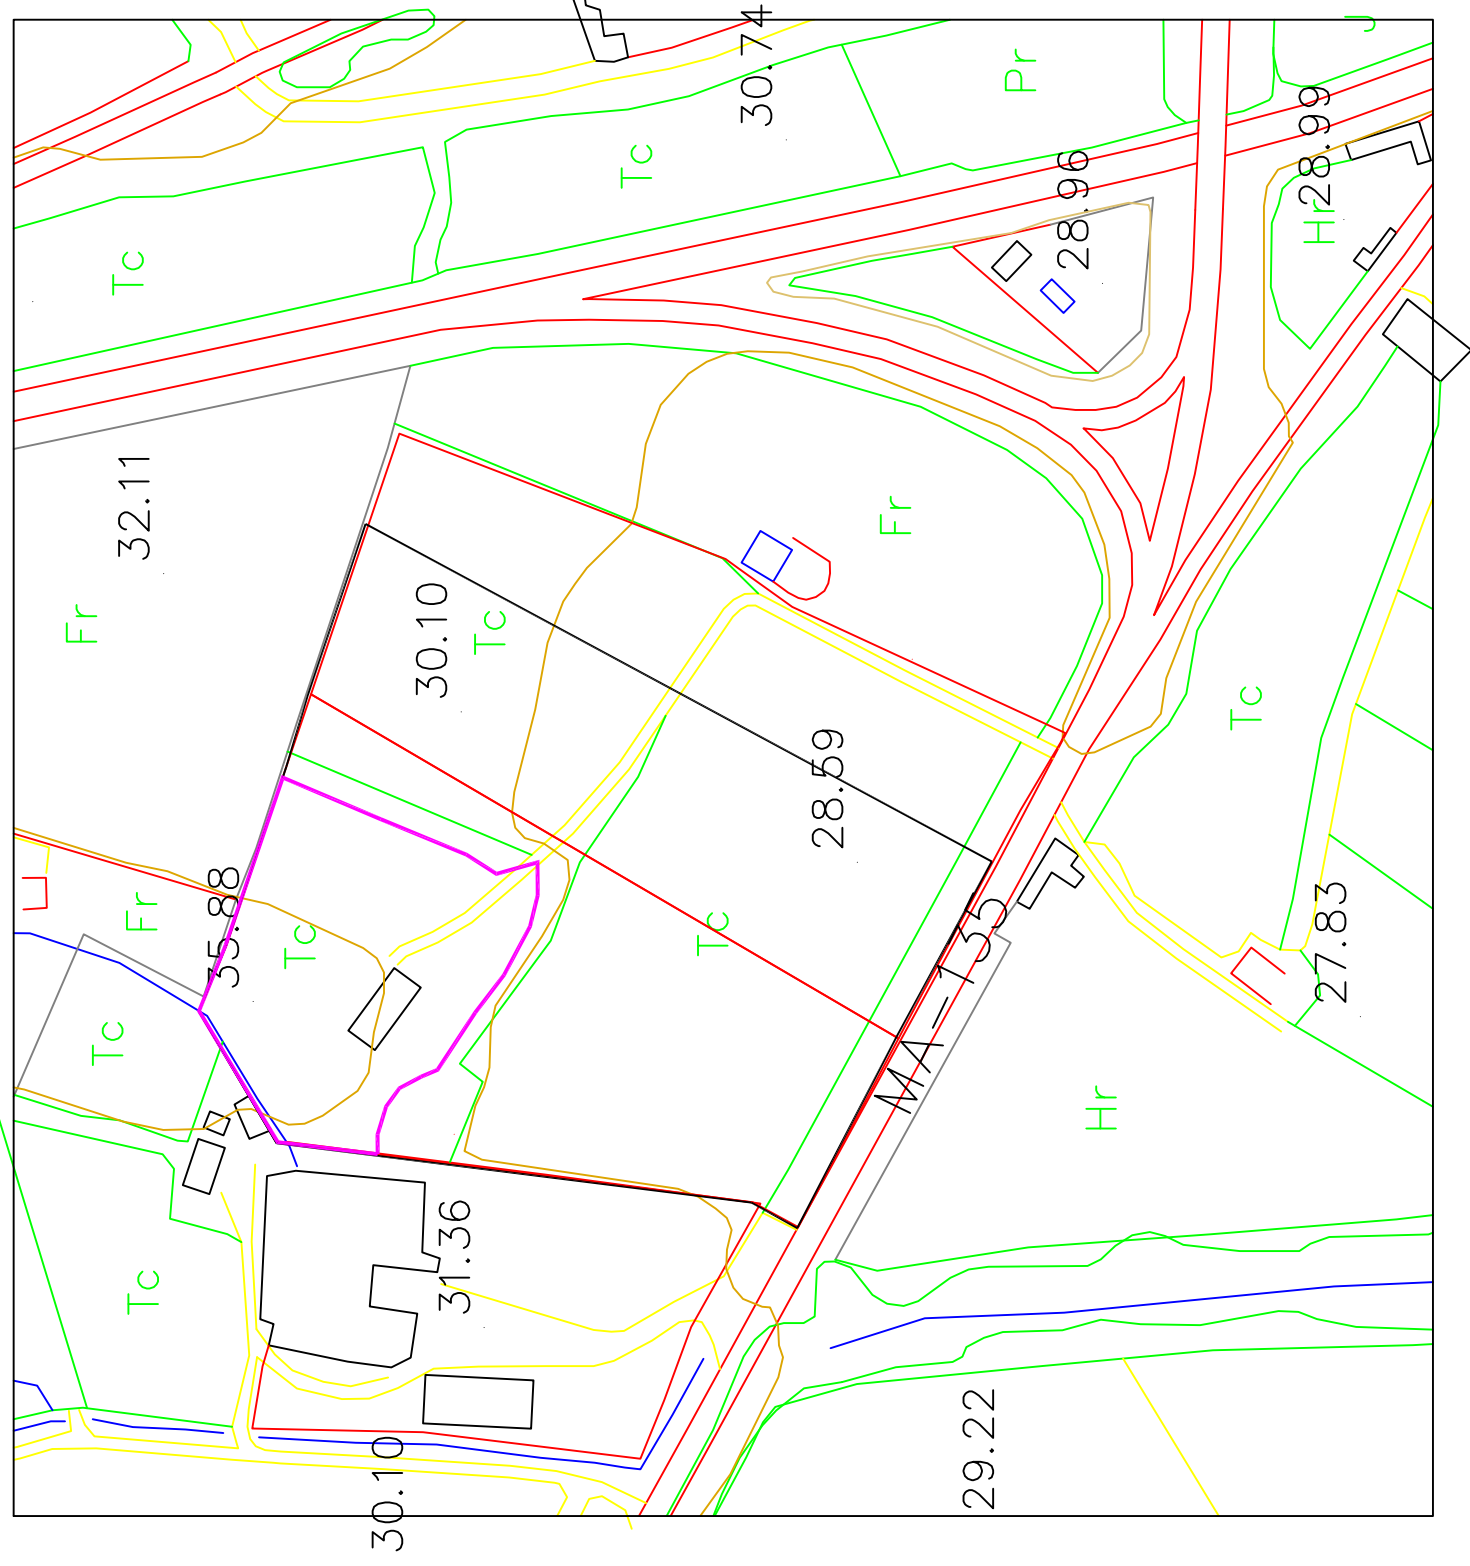 30.74
Pr
J
28.99
Tc
28.96
Hr
Tc
32.11
Fr
Fr
30.10
Tc
Tc
28.59
35.88
Fr
Tc
Tc
MA-155
27.83
Tc
Hr
31.36
Tc
29.22
30.10